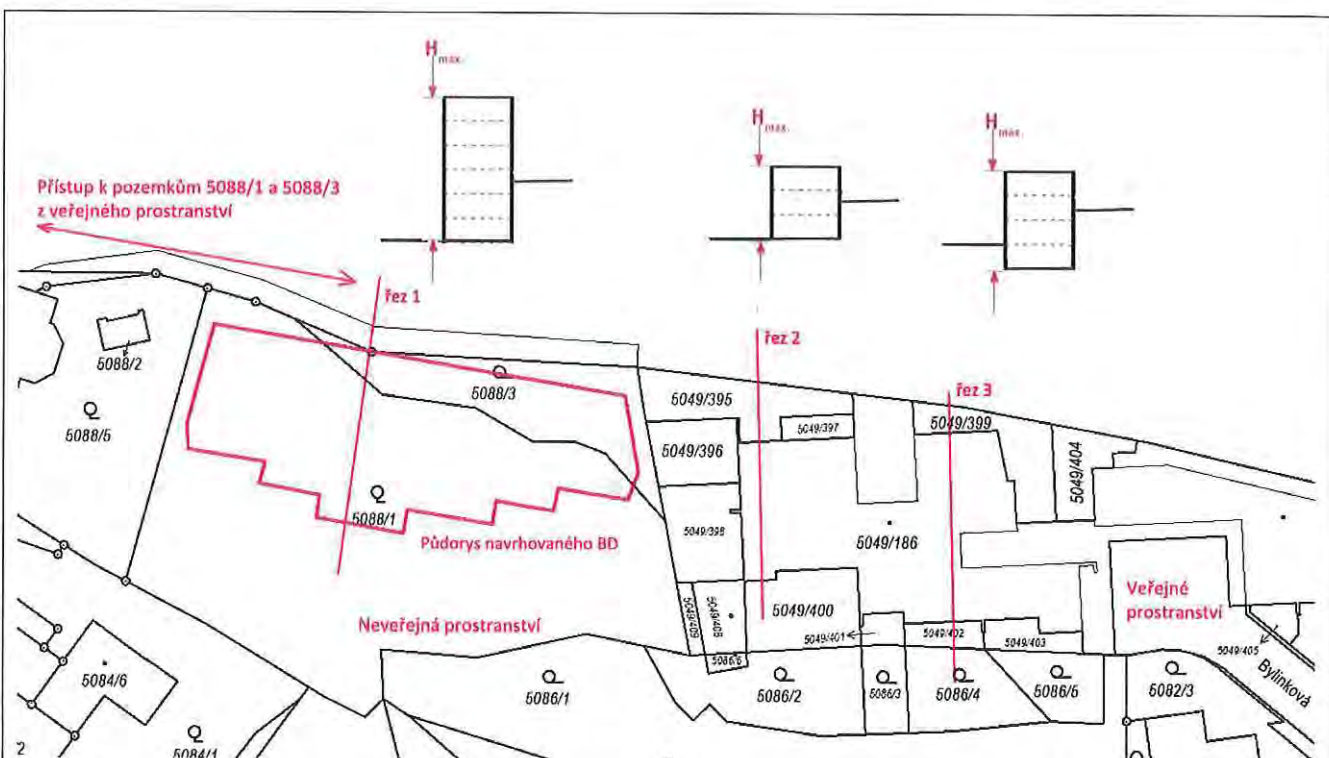 H max.
H max.
H max.
Přístup k pozemkům 5088/1 a 5088/3
z veřejného prostranství
řez 1
řez 2
řez 3
5088/2
5088/5
5088/3
5088/1
Půdorys navrhovaného BD
Neveřejná prostranství
5049/395
5049/396
5049/397
5049/398
5049/399
5049/404
5049/186
5049/400
5049/401
5049/402
5049/403
5049/409
5049/408
5086/6
Veřejné
prostranství
5049/405
Bylinková
5084/6
5084/1
5086/1
5086/2
5086/3
5086/4
5086/5
5082/3
2